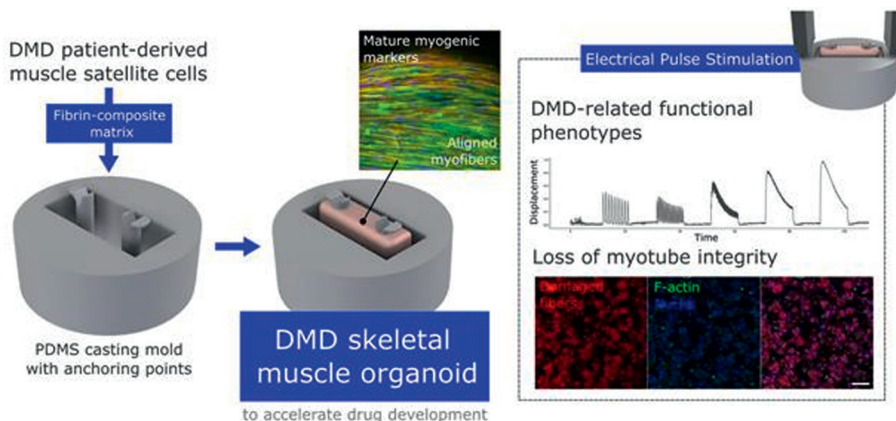 DMD patient-derived
muscle satellite cells
Fibrin-composite
matrix
PDMS casting mold
with anchoring points
Mature myogenic
markers
Aligned
myofibers
DMD skeletal
muscle organoid
to accelerate drug development
Electrical Pulse Stimulation
DMD-related functional
phenotypes
Displacement
Time
Loss of myotube integrity
Damaged
fibers
F-actin